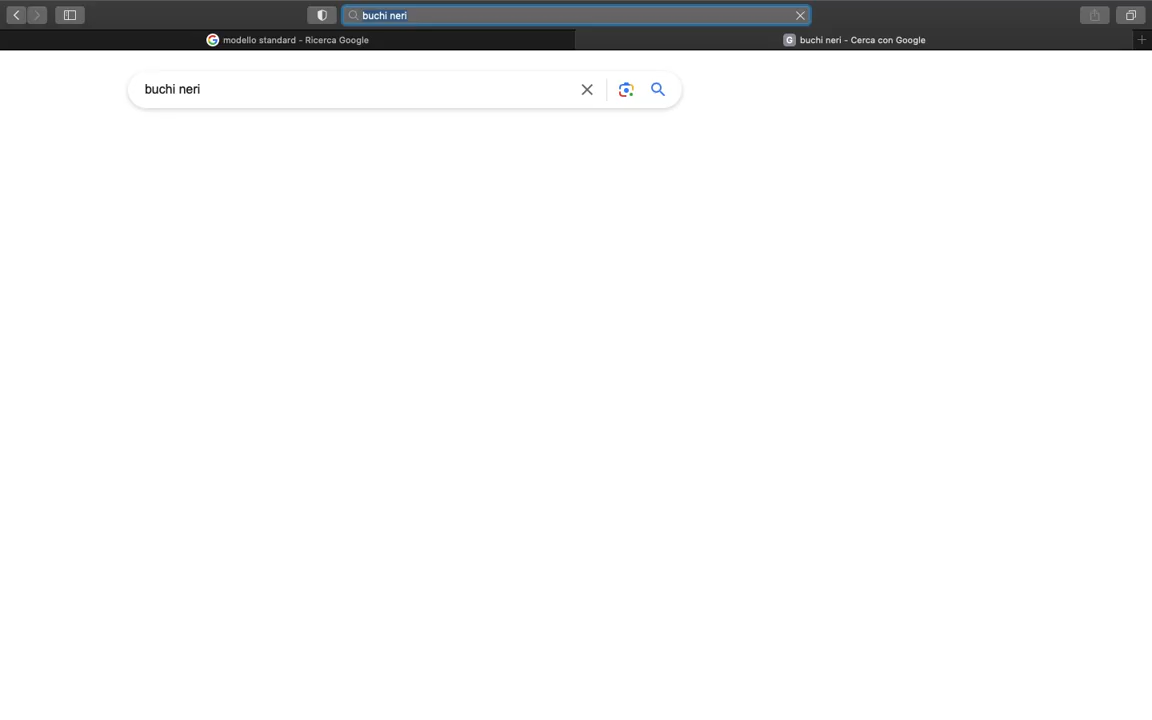 buchi neri
modello standard - Ricerca Google
G buchi neri - Cerca con Google
buchi neri